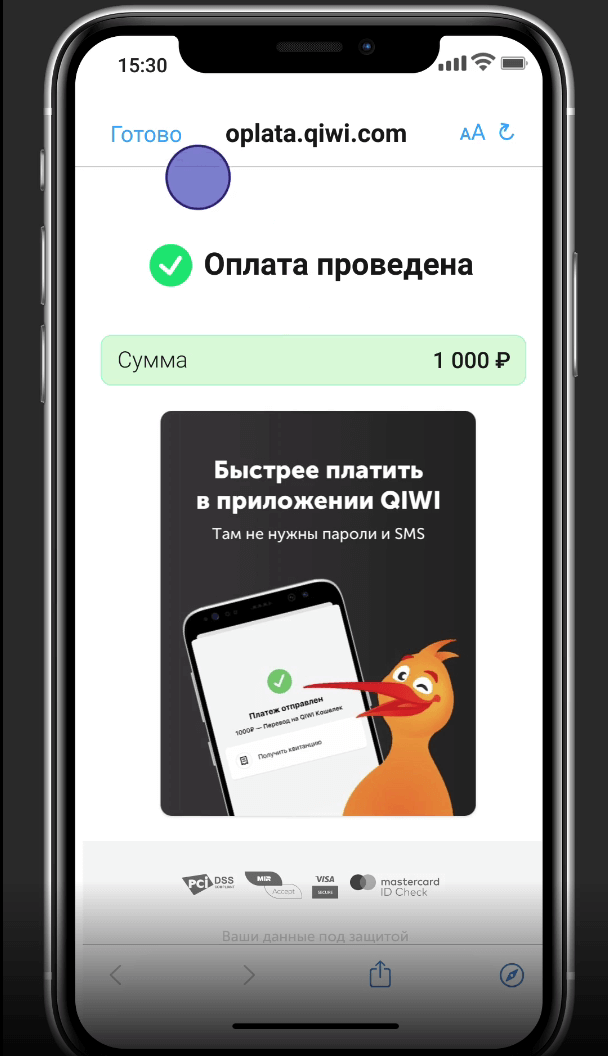 15:30
Готово
oplata.qiwi.com
AA
Оплата проведена
Сумма 1 000 ₽
Быстрее платить
в приложении QIWI
Там не нужны пароли и SMS
Платеж отправлен
1000₽ — Перевод на QIWI Кошелек
Получить квитанцию
PCI DSS
MIR
Accept
VISA
SECURE
mastercard
ID Check
Ваши данные под защитой